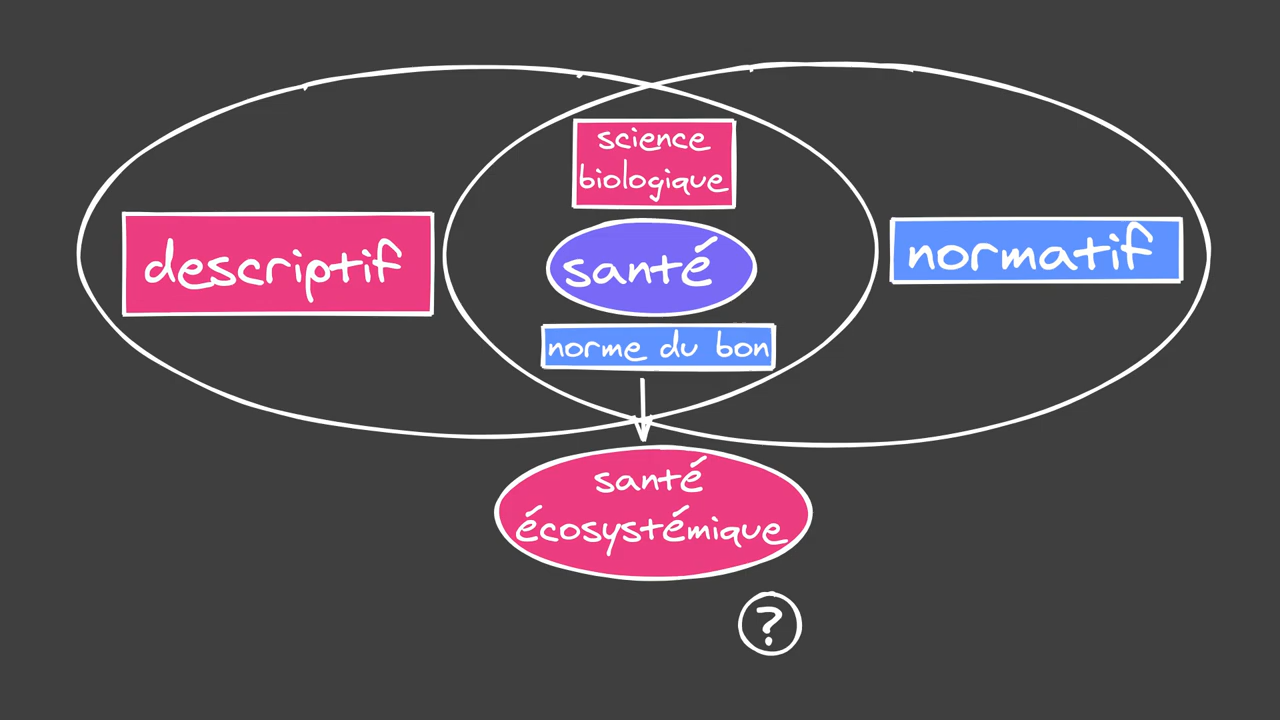 science
biologique
descriptif
santé
normatif
norme du bon
santé
écosystémique
?